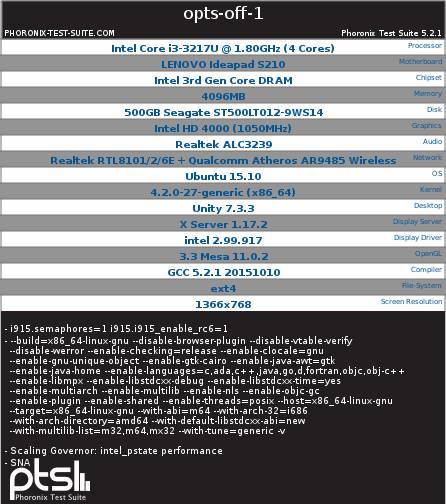 opts-off-1
PHORONIX-TEST-SUITE.COM Phoronix Test Suite 5.2.1
Intel Core i3-3217U @ 1.80GHz (4 Cores) Processor
LENOVO Ideapad S210 Motherboard
Intel 3rd Gen Core DRAM Chipset
4096MB Memory
500GB Seagate ST500LT012-9WS14 Disk
Intel HD 4000 (1050MHz) Graphics
Realtek ALC3239 Audio
Realtek RTL8101/2/6E + Qualcomm Atheros AR9485 Wireless Network
Ubuntu 15.10 OS
4.2.0-27-generic (x86_64) Kernel
Unity 7.3.3 Desktop
X Server 1.17.2 Display Server
intel 2.99.917 Display Driver
3.3 Mesa 11.0.2 OpenGL
GCC 5.2.1 20151010 Compiler
ext4 File-System
1366x768 Screen Resolution
- i915.semaphores=1 i915.i915_enable_rc6=1
- --build=x86_64-linux-gnu --disable-browser-plugin --disable-vtable-verify
--disable-werror --enable-checking=release --enable-clocale=gnu
--enable-gnu-unique-object --enable-gtk-cairo --enable-java-awt=gtk
--enable-java-home --enable-languages=c,ada,c++,java,go,d,fortran,objc,obj-c++
--enable-libmpx --enable-libstdcxx-debug --enable-libstdcxx-time=yes
--enable-multiarch --enable-multilib --enable-nls --enable-objc-gc
--enable-plugin --enable-shared --enable-threads=posix --host=x86_64-linux-gnu
--target=x86_64-linux-gnu --with-abi=m64 --with-arch-32=i686
--with-arch-directory=amd64 --with-default-libstdcxx-abi=new
--with-multilib-list=m32,m64,mx32 --with-tune=generic -v
- Scaling Governor: intel_pstate performance
- SNA
ptsl
Phoronix Test Suite